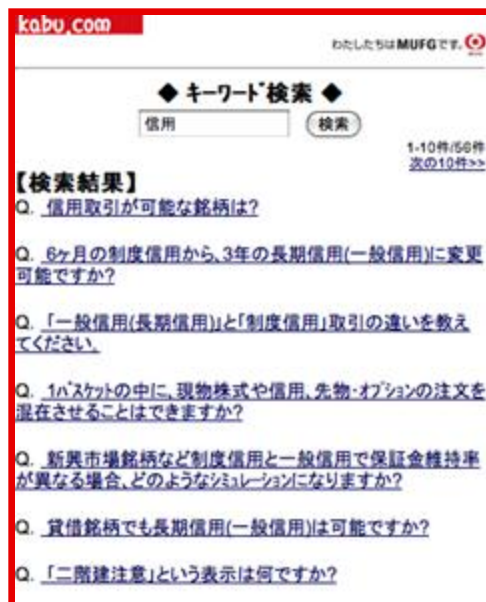 kabu.com
わたしたちはMUFGです。
◆ キーワード検索 ◆
信用 検索
1-10件/56件
次の10件>>
【検索結果】
Q. 信用取引が可能な銘柄は?
Q. 6ヶ月の制度信用から、3年の長期信用(一般信用)に変更
可能ですか?
Q. 「一般信用(長期信用)」と「制度信用」取引の違いを教え
てください。
Q. 1バスケットの中に、現物株式や信用、先物・オプションの注文を
混在させることはできますか?
Q. 新興市場銘柄など制度信用と一般信用で保証金維持率
が異なる場合、どのようなシミュレーションになりますか?
Q. 貸借銘柄でも長期信用(一般信用)は可能ですか?
Q. 「二階建注意」という表示は何ですか?